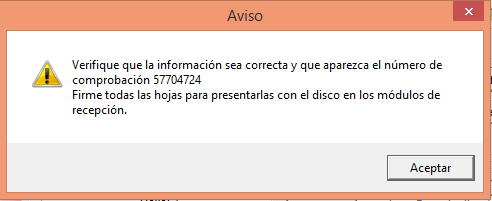 Aviso
Verifique que la información sea correcta y que aparezca el número de
comprobación 57704724
Firme todas las hojas para presentarlas con el disco en los módulos de
recepción.
Aceptar